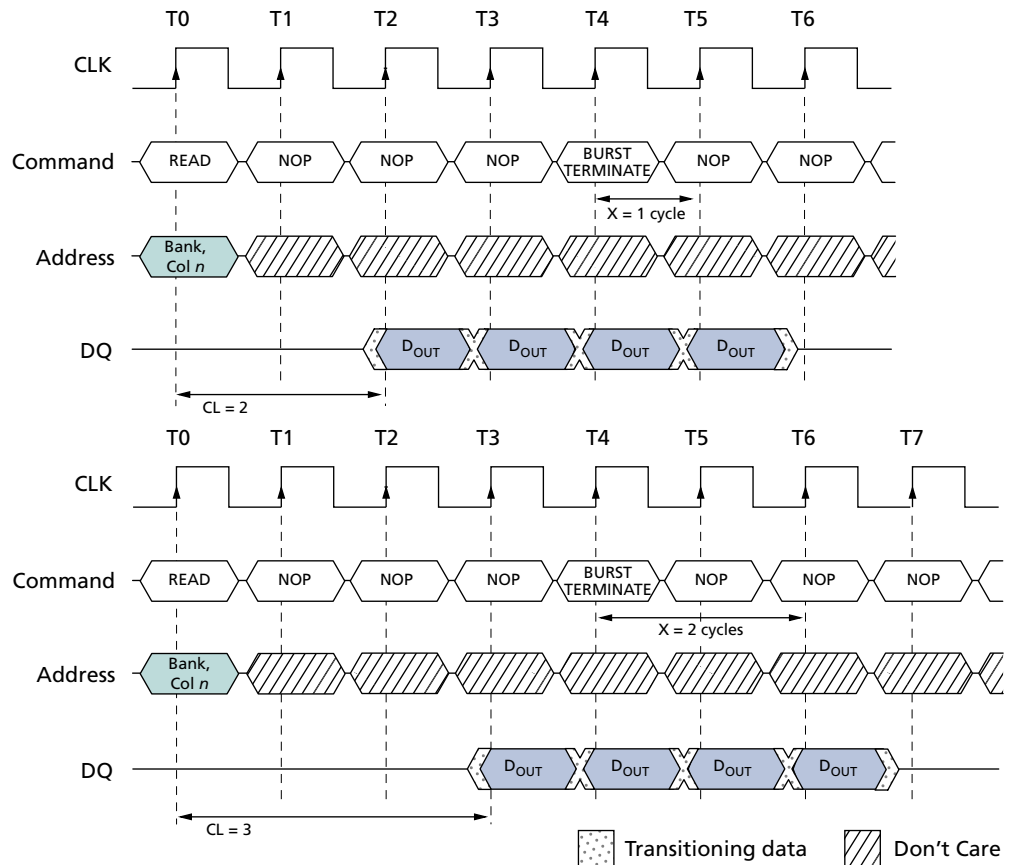 T0 T1 T2 T3 T4 T5 T6
CLK
Command READ NOP NOP NOP BURST TERMINATE NOP NOP
X = 1 cycle
Address Bank, Col n
DQ DOUT DOUT DOUT DOUT
CL = 2
T0 T1 T2 T3 T4 T5 T6 T7
CLK
Command READ NOP NOP NOP BURST TERMINATE NOP NOP NOP
X = 2 cycles
Address Bank, Col n
DQ DOUT DOUT DOUT DOUT
CL = 3
Transitioning data Don't Care